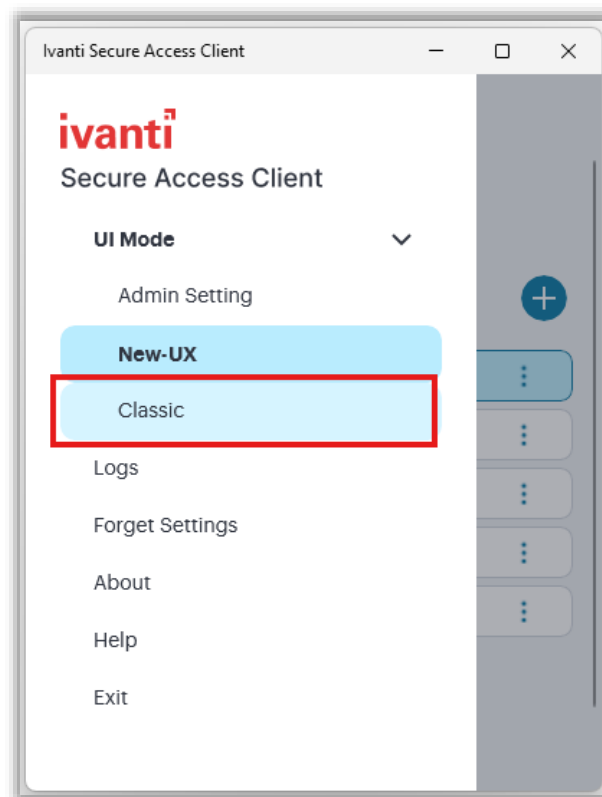 Ivanti Secure Access Client
ivanti
Secure Access Client
UI Mode
Admin Setting
New-UX
Classic
Logs
Forget Settings
About
Help
Exit